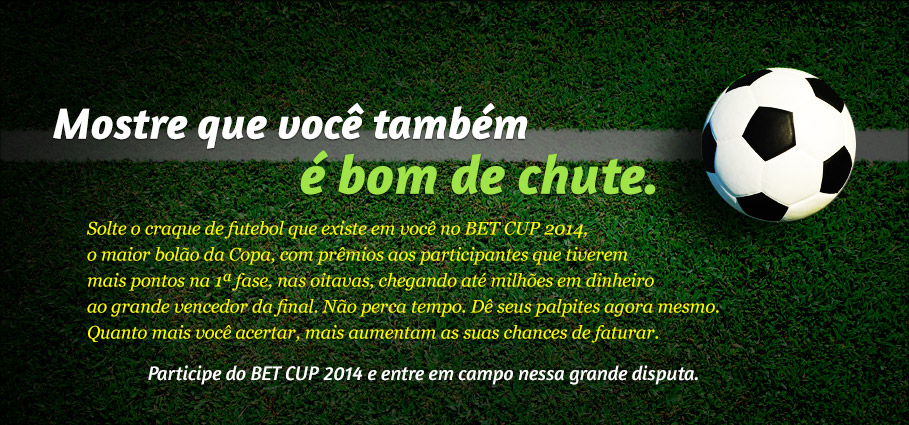 Mostre que você também
é bom de chute.
Solte o craque de futebol que existe em você no BET CUP 2014,
o maior bolão da Copa, com prêmios aos participantes que tiverem
mais pontos na 1ª fase, nas oitavas, chegando até milhões em dinheiro
ao grande vencedor da final. Não perca tempo. Dê seus palpites agora mesmo.
Quanto mais você acertar, mais aumentam as suas chances de faturar.
Participe do BET CUP 2014 e entre em campo nessa grande disputa.